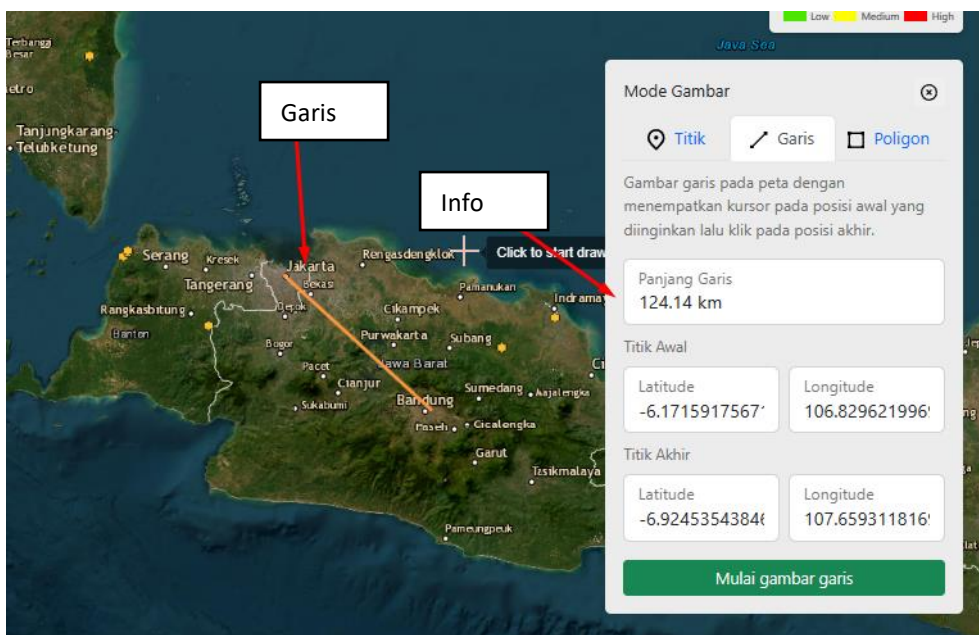 Low Medium High
Java Sea
Mode Gambar
Titik
Garis
Poligon
Gambar garis pada peta dengan
menempatkan kursor pada posisi awal yang
diinginkan lalu klik pada posisi akhir.
Panjang Garis
124.14 km
Titik Awal
Latitude
-6.1715917567
Longitude
106.829621996
Titik Akhir
Latitude
-6.9245354384
Longitude
107.659311816
Mulai gambar garis
Garis
Info
Click to start draw
Terbanggi
Besar
etro
Tanjungkarang-
Telukbetung
Serang
Kresek
Jakarta
Rengasdengklok
Tangerang
Bekasi
Pamanukan
Indramay
Rangkasbitung
Depok
Cikampek
Banten
Bogor
Purwakarta
Subang
Pacet
Jawa Barat
Cianjur
Sumedang
Majalengka
Sukabumi
Bandung
Paseh
Cicalengka
Garut
Tasikmalaya
Pameungpeuk